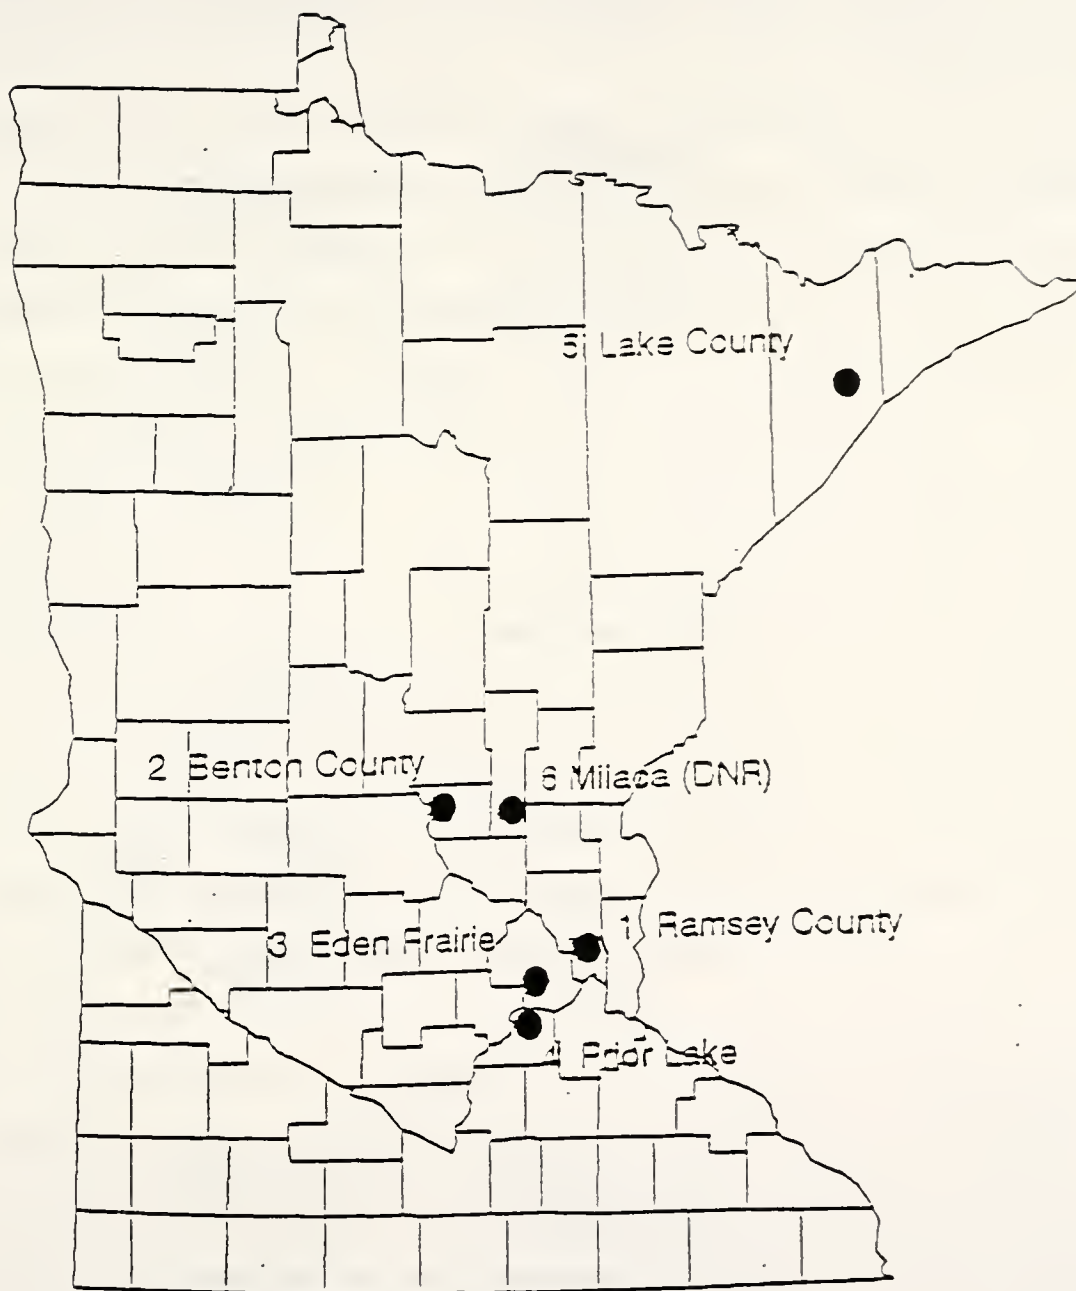 5 Lake County
2 Benton County
6 Milaca (DNR)
1 Ramsey County
3 Eden Prairie
4 Prior Lake